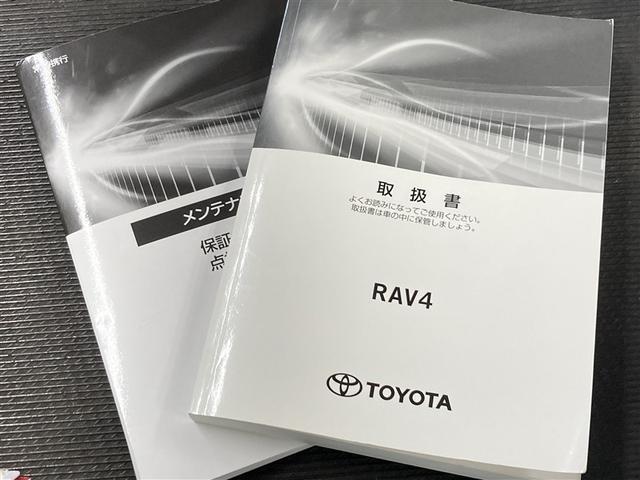 携行
メンテナ
保証
点
取扱書
よくお読みになってご使用ください。
取扱書は車の中に保管しましょう。
RAV4
TOYOTA